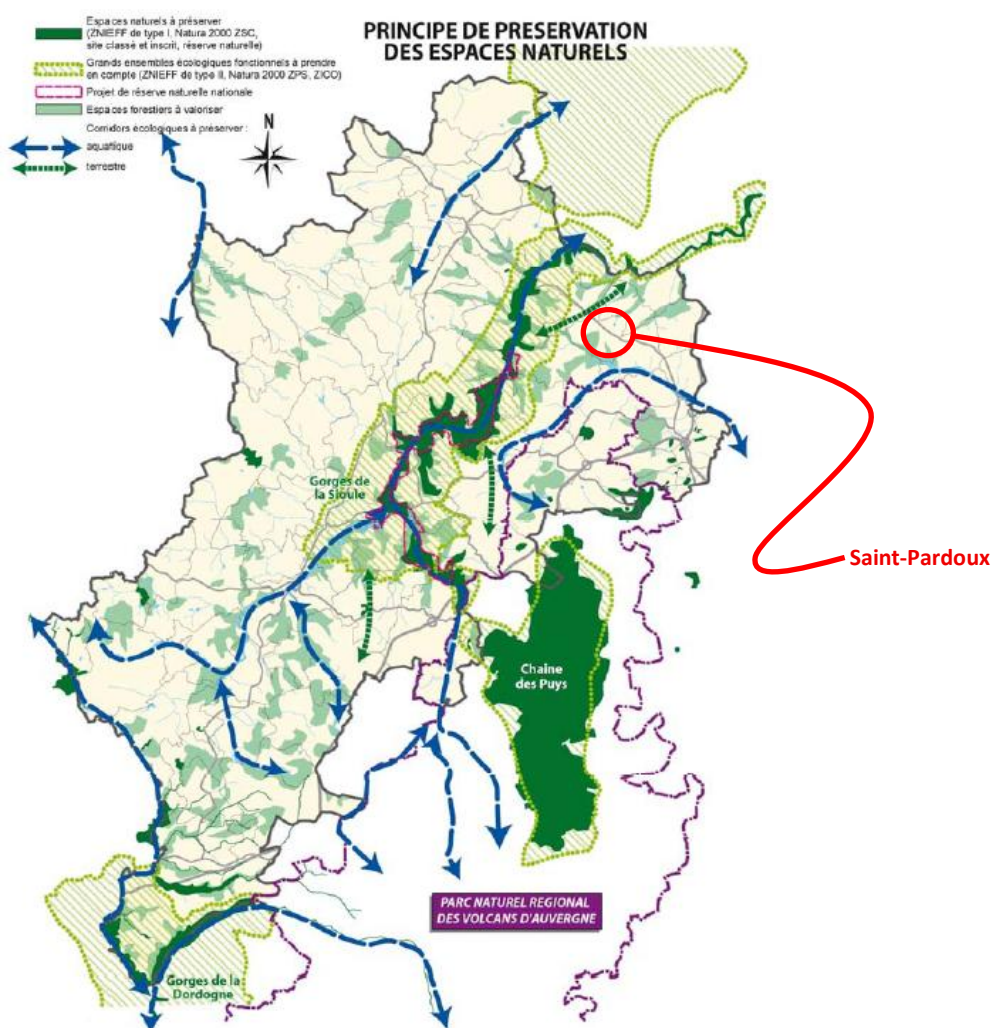 PRINCIPE DE PRESERVATION
DES ESPACES NATURELS
Espaces naturels à préserver
(ZNIEFF de type I, Natura 2000 ZSC,
site classé et inscrit, réserve naturelle)
Grands ensembles écologiques fonctionnels à prendre
en compte (ZNIEFF de type II, Natura 2000 ZPS, ZICO)
Projet de réserve naturelle nationale
Espaces forestiers à valoriser
Corridors écologiques à préserver :
aquatique
terrestre
N
Gorges de
la Sioule
Saint-Pardoux
Chaîne
des Puys
PARC NATUREL REGIONAL
DES VOLCANS D'AUVERGNE
Gorges de la
Dordogne